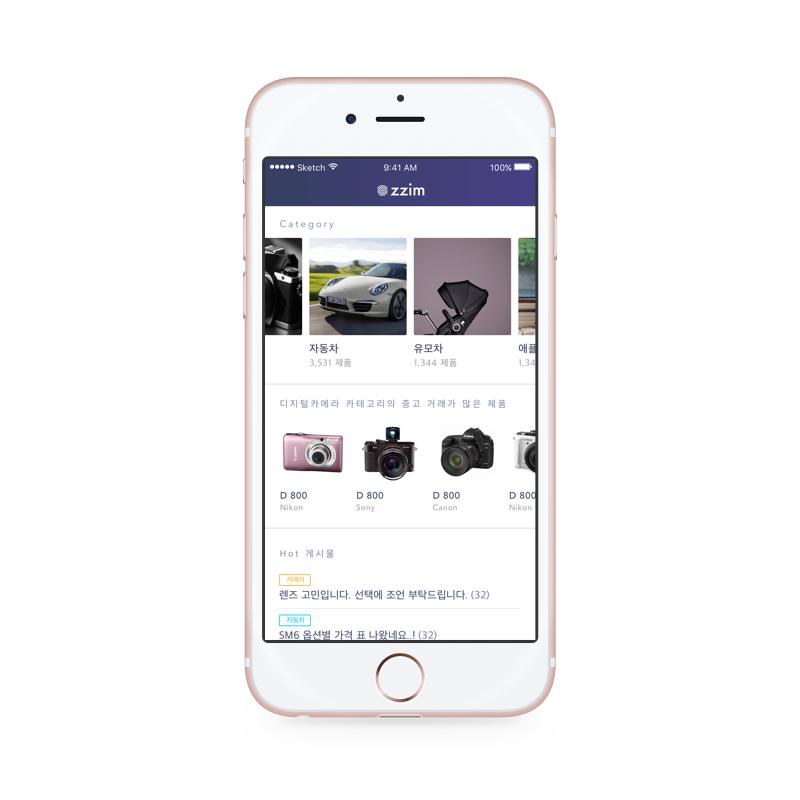 Sketch 9:41 AM 100%
zzim
Category
자동차 유모차 애플
3,531 제품 1,344 제품 1,34
디지털카메라 카테고리의 중고 거래가 많은 제품
D 800 D 800 D 800 D 800
Nikon Sony Canon Nikon
Hot 게시물
카메라
렌즈 고민입니다. 선택에 조언 부탁드립니다. (32)
자동차
SM6 옵션별 가격 표 나왔네요..! (32)